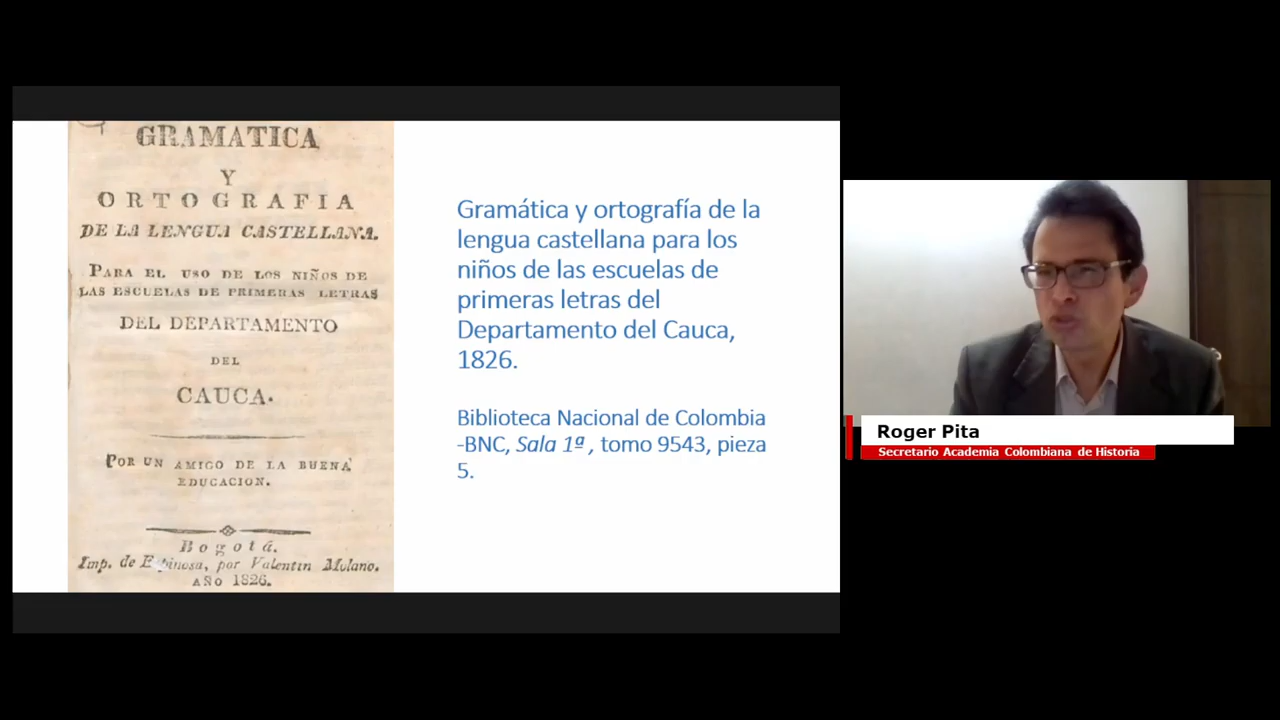 GRAMATICA
Y
ORTOGRAFIA
DE LA LENGUA CASTELLANA.
PARA EL USO DE LOS NIÑOS DE
LAS ESCUELAS DE PRIMERAS LETRAS
DEL DEPARTAMENTO
DEL
CAUCA.
POR UN AMIGO DE LA BUENA
EDUCACION.
Bogotá.
Imp. de Espinosa, por Valentin Molano.
AÑO 1826.
Gramática y ortografía de la
lengua castellana para los
niños de las escuelas de
primeras letras del
Departamento del Cauca,
1826.
Biblioteca Nacional de Colombia
-BNC, Sala 1ª, tomo 9543, pieza
5.
Roger Pita
Secretario Academia Colombiana de Historia